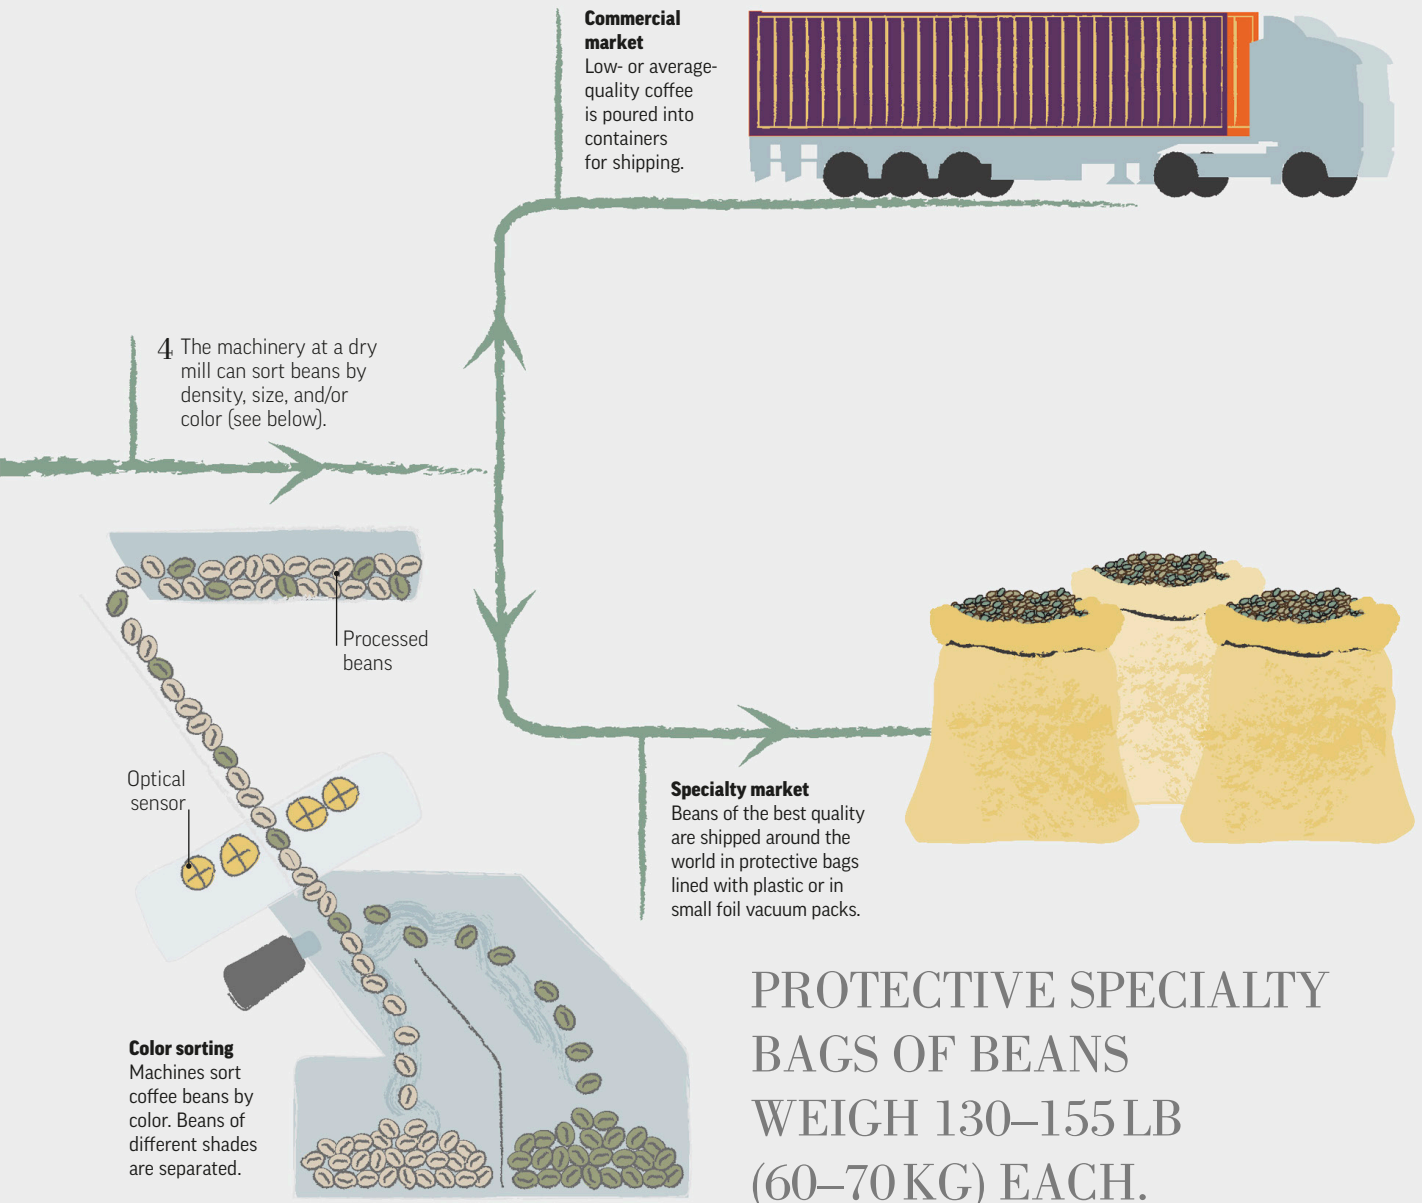 Commercial
market
Low- or average-
quality coffee
is poured into
containers
for shipping.
4 The machinery at a dry
mill can sort beans by
density, size, and/or
color (see below).
Processed
beans
Optical
sensor
Specialty market
Beans of the best quality
are shipped around the
world in protective bags
lined with plastic or in
small foil vacuum packs.
Color sorting
Machines sort
coffee beans by
color. Beans of
different shades
are separated.
PROTECTIVE SPECIALTY
BAGS OF BEANS
WEIGH 130–155 LB
(60–70 KG) EACH.